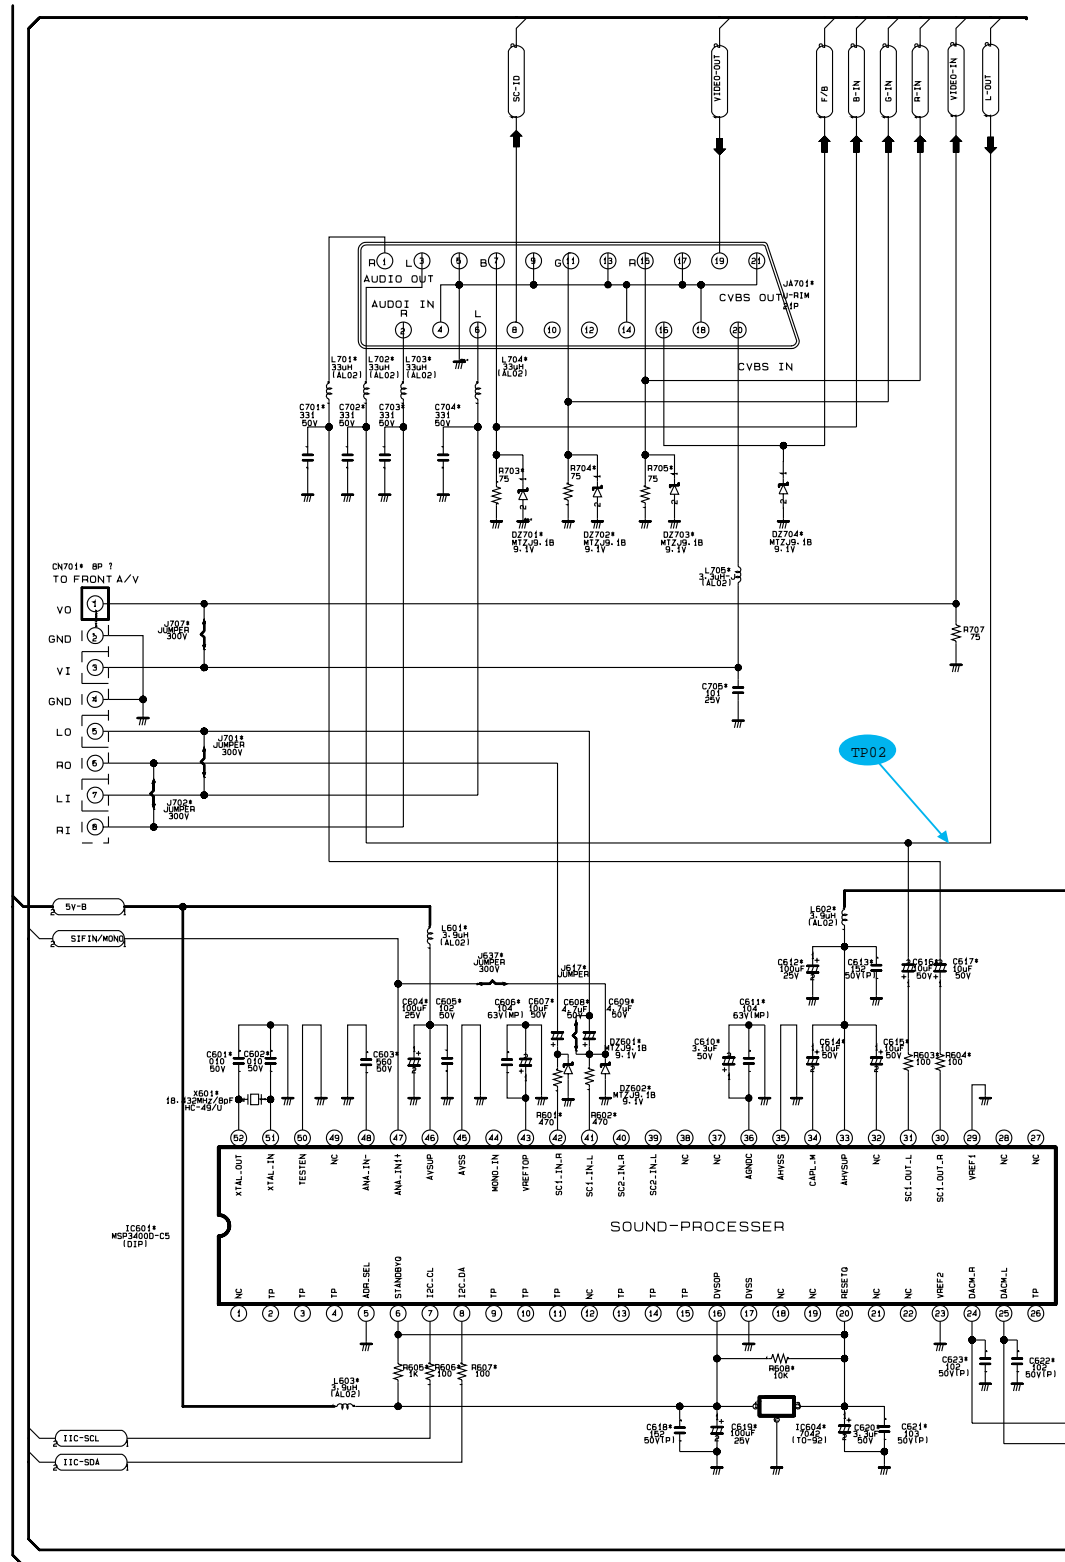 SC-ID
VIDEO-OUT
F/B
B-IN
G-IN
R-IN
VIDEO-IN
L-OUT
R 1 L 3 5 B 7 9 G 11 13 R 15 17 19 21
AUDIO OUT
AUDOI IN
CVBS OUT
JA701*
J-RIM
21P
R
L
2 4 6 8 10 12 14 16 18 20
CVBS IN
L701*
33uH
(AL02)
L702*
33uH
(AL02)
L703*
33uH
(AL02)
L704*
33uH
(AL02)
C701*
331
50V
C702*
331
50V
C703*
331
50V
C704*
331
50V
R703*
75
R704*
75
R705*
75
DZ701*
MTZJ9.1B
9.1V
DZ702*
MTZJ9.1B
9.1V
DZ703*
MTZJ9.1B
9.1V
DZ704*
MTZJ9.1B
9.1V
CN701* 8P ?
TO FRONT A/V
L705*
3.3uH-J
(AL02)
VO 1
GND 2
VI 3
GND 4
LO 5
RO 6
LI 7
RI 8
J707*
JUMPER
300V
R707
75
C705*
101
25V
J701*
JUMPER
300V
J702*
JUMPER
300V
TP02
5V-B
SIFIN/MONO
L601*
3.9uH
(AL02)
L602*
3.9uH
(AL02)
J637*
JUMPER
300V
J617*
JUMPER
C612*
100uF
25V
C613*
152
50V(P)
C616*
10uF
50V
C617*
10uF
50V
C604*
100uF
25V
C605*
102
50V
C606*
104
63V(MP)
C607*
10uF
50V
C608*
4.7uF
50V
C609*
4.7uF
50V
C611*
104
63V(MP)
C601*
010
50V
C602*
010
50V
C603*
560
50V
DZ601*
MTZJ9.1B
9.1V
C610*
3.3uF
50V
C614*
10uF
50V
C615*
10uF
50V
R603*
100
R604*
100
X601*
18.432MHz/8pF
HC-49/U
DZ602*
MTZJ9.1B
9.1V
R601*
470
R602*
470
52 51 50 49 48 47 46 45 44 43 42 41 40 39 38 37 36 35 34 33 32 31 30 29 28 27
XTAL_OUT
XTAL_IN
TESTEN
NC
ANA_IN-
ANA_IN1+
AVSUP
AVSS
MONO_IN
VREFTOP
SC1_IN_R
SC1_IN_L
SC2_IN_R
SC2_IN_L
NC
NC
AGNDC
AHVSS
CAPL_M
AHVSUP
NC
SC1_OUT_L
SC1_OUT_R
VREF1
NC
NC
IC601*
MSP3400D-C5
(DIP)
SOUND-PROCESSER
NC
TP
TP
TP
ADR_SEL
STANDBYQ
I2C_CL
I2C_DA
TP
TP
TP
NC
TP
TP
TP
DVSOP
DVSS
NC
NC
RESETQ
NC
NC
VREF2
DACM_R
DACM_L
TP
1 2 3 4 5 6 7 8 9 10 11 12 13 14 15 16 17 18 19 20 21 22 23 24 25 26
R605*
1K
R606*
100
R607*
100
R608*
10K
C623*
102
50V(P)
C622*
102
50V(P)
L603*
3.9uH
(AL02)
C618*
152
50V(P)
C619*
100uF
25V
IC604*
7042
(TO-92)
C620*
3.3uF
50V
C621*
103
50V(P)
IIC-SCL
IIC-SDA